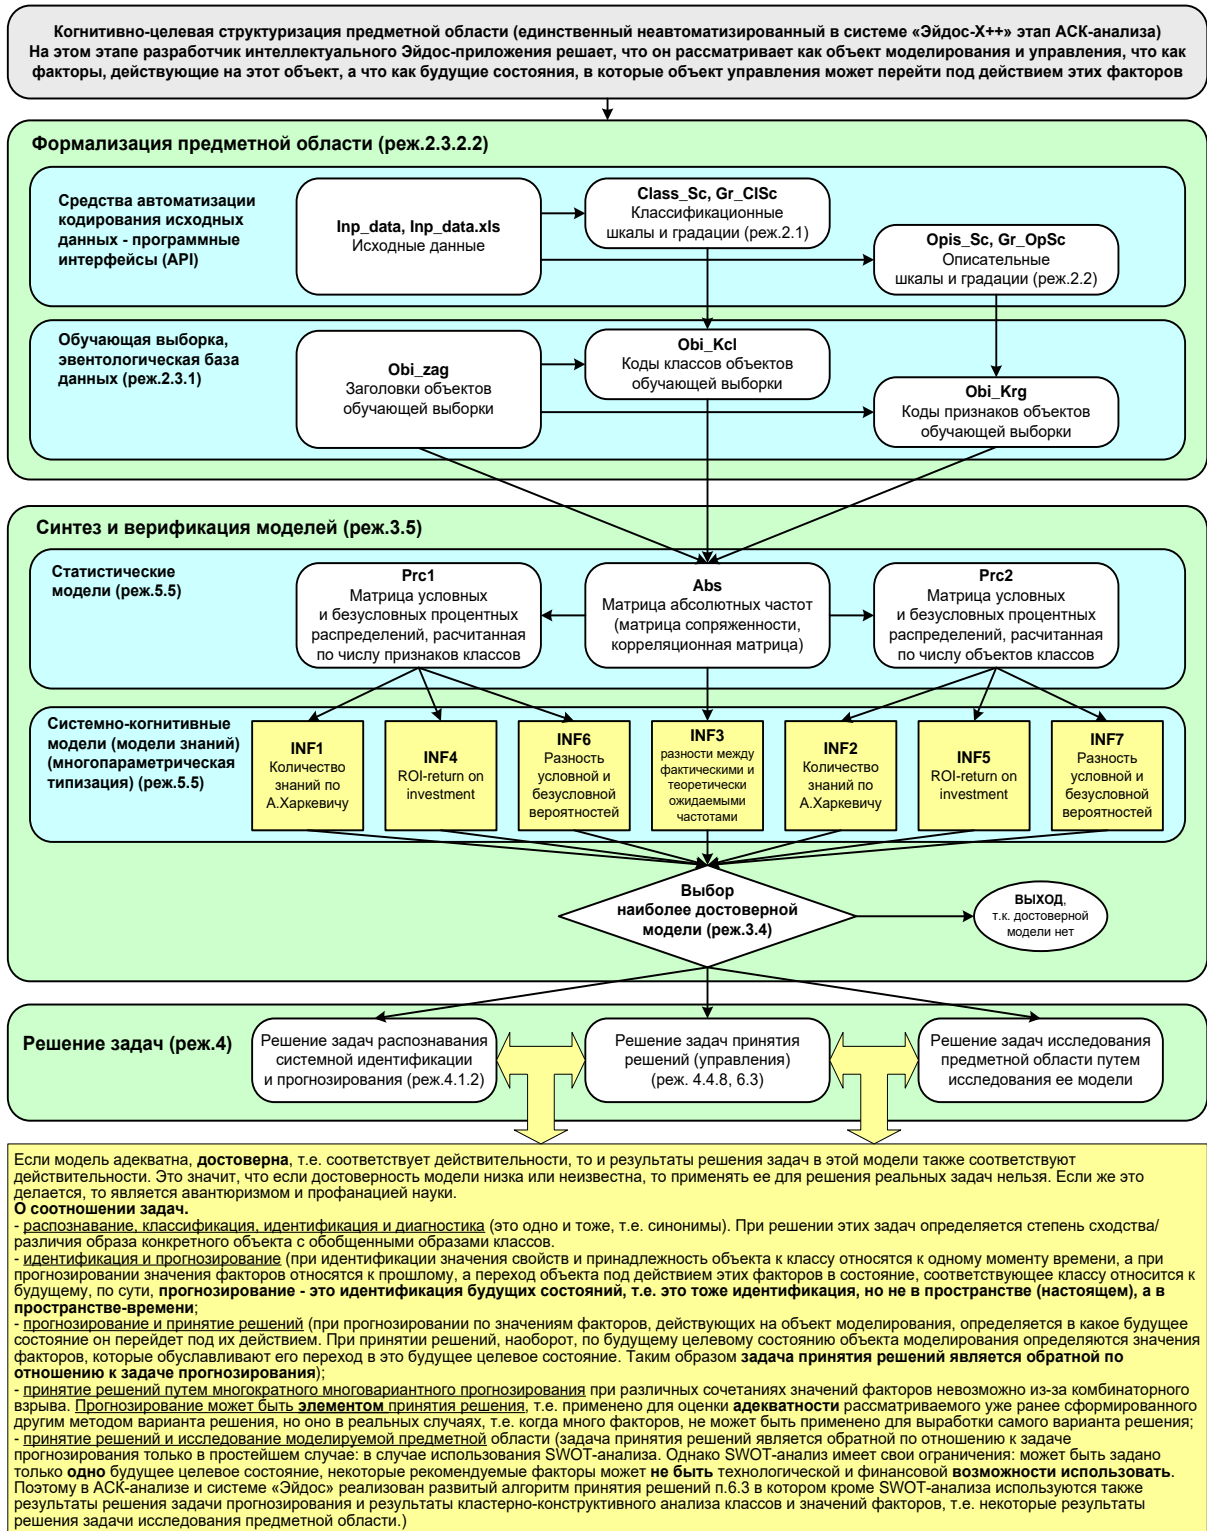 Когнитивно-целевая структуризация предметной области (единственный неавтоматизированный в системе «Эйдос-Х++» этап АСК-анализа)
На этом этапе разработчик интеллектуального Эйдос-приложения решает, что он рассматривает как объект моделирования и управления, что как
факторы, действующие на этот объект, а что как будущие состояния, в которые объект управления может перейти под действием этих факторов
Формализация предметной области (реж.2.3.2.2)
Средства автоматизации
кодирования исходных
данных - программные
интерфейсы (API)
Inp_data, Inp_data.xls
Исходные данные
Class_Sc, Gr_ClSc
Классификационные
шкалы и градации (реж.2.1)
Opis_Sc, Gr_OpSc
Описательные
шкалы и градации (реж.2.2)
Обучающая выборка,
эвентологическая база
данных (реж.2.3.1)
Obi_zag
Заголовки объектов
обучающей выборки
Obi_Kcl
Коды классов объектов
обучающей выборки
Obi_Krg
Коды признаков объектов
обучающей выборки
Синтез и верификация моделей (реж.3.5)
Статистические
модели (реж.5.5)
Prc1
Матрица условных
и безусловных процентных
распределений, расчитанная
по числу признаков классов
Abs
Матрица абсолютных частот
(матрица сопряженности,
корреляционная матрица)
Prc2
Матрица условных
и безусловных процентных
распределений, расчитанная
по числу объектов классов
Системно-когнитивные
модели (модели знаний)
(многопараметрическая
типизация) (реж.5.5)
INF1
Количество
знаний по
А.Харкевичу
INF4
ROI-return on
investment
INF6
Разность
условной и
безусловной
вероятностей
INF3
разности между
фактическими и
теоретически
ожидаемыми
частотами
INF2
Количество
знаний по
А.Харкевичу
INF5
ROI-return on
investment
INF7
Разность
условной и
безусловной
вероятностей
Выбор
наиболее достоверной
модели (реж.3.4)
ВЫХОД,
т.к. достоверной
модели нет
Решение задач (реж.4)
Решение задач распознавания
системной идентификации
и прогнозирования (реж.4.1.2)
Решение задач принятия
решений (управления)
(реж. 4.4.8, 6.3)
Решение задач исследования
предметной области путем
исследования ее модели
Если модель адекватна, достоверна, т.е. соответствует действительности, то и результаты решения задач в этой модели также соответствуют
действительности. Это значит, что если достоверность модели низка или неизвестна, то применять ее для решения реальных задач нельзя. Если же это
делается, то является авантюризмом и профанацией науки.
О соотношении задач.
- распознавание, классификация, идентификация и диагностика (это одно и тоже, т.е. синонимы). При решении этих задач определяется степень сходства/
различия образа конкретного объекта с обобщенными образами классов.
- идентификация и прогнозирование (при идентификации значения свойств и принадлежность объекта к классу относятся к одному моменту времени, а при
прогнозировании значения факторов относятся к прошлому, а переход объекта под действием этих факторов в состояние, соответствующее классу относится к
будущему, по сути, прогнозирование - это идентификация будущих состояний, т.е. это тоже идентификация, но не в пространстве (настоящем), а в
пространстве-времени;
- прогнозирование и принятие решений (при прогнозировании по значениям факторов, действующих на объект моделирования, определяется в какое будущее
состояние он перейдет под их действием. При принятии решений, наоборот, по будущему целевому состоянию объекта моделирования определяются значения
факторов, которые обуславливают его переход в это будущее целевое состояние. Таким образом задача принятия решений является обратной по
отношению к задаче прогнозирования);
- принятие решений путем многократного многовариантного прогнозирования при различных сочетаниях значений факторов невозможно из-за комбинаторного
взрыва. Прогнозирование может быть элементом принятия решения, т.е. применено для оценки адекватности рассматриваемого уже ранее сформированного
другим методом варианта решения, но оно в реальных случаях, т.е. когда много факторов, не может быть применено для выработки самого варианта решения;
- принятие решений и исследование моделируемой предметной области (задача принятия решений является обратной по отношению к задаче
прогнозирования только в простейшем случае: в случае использования SWOT-анализа. Однако SWOT-анализ имеет свои ограничения: может быть задано
только одно будущее целевое состояние, некоторые рекомендуемые факторы может не быть технологической и финансовой возможности использовать.
Поэтому в АСК-анализе и системе «Эйдос» реализован развитый алгоритм принятия решений п.6.3 в котором кроме SWOT-анализа используются также
результаты решения задачи прогнозирования и результаты кластерно-конструктивного анализа классов и значений факторов, т.е. некоторые результаты
решения задачи исследования предметной области.)